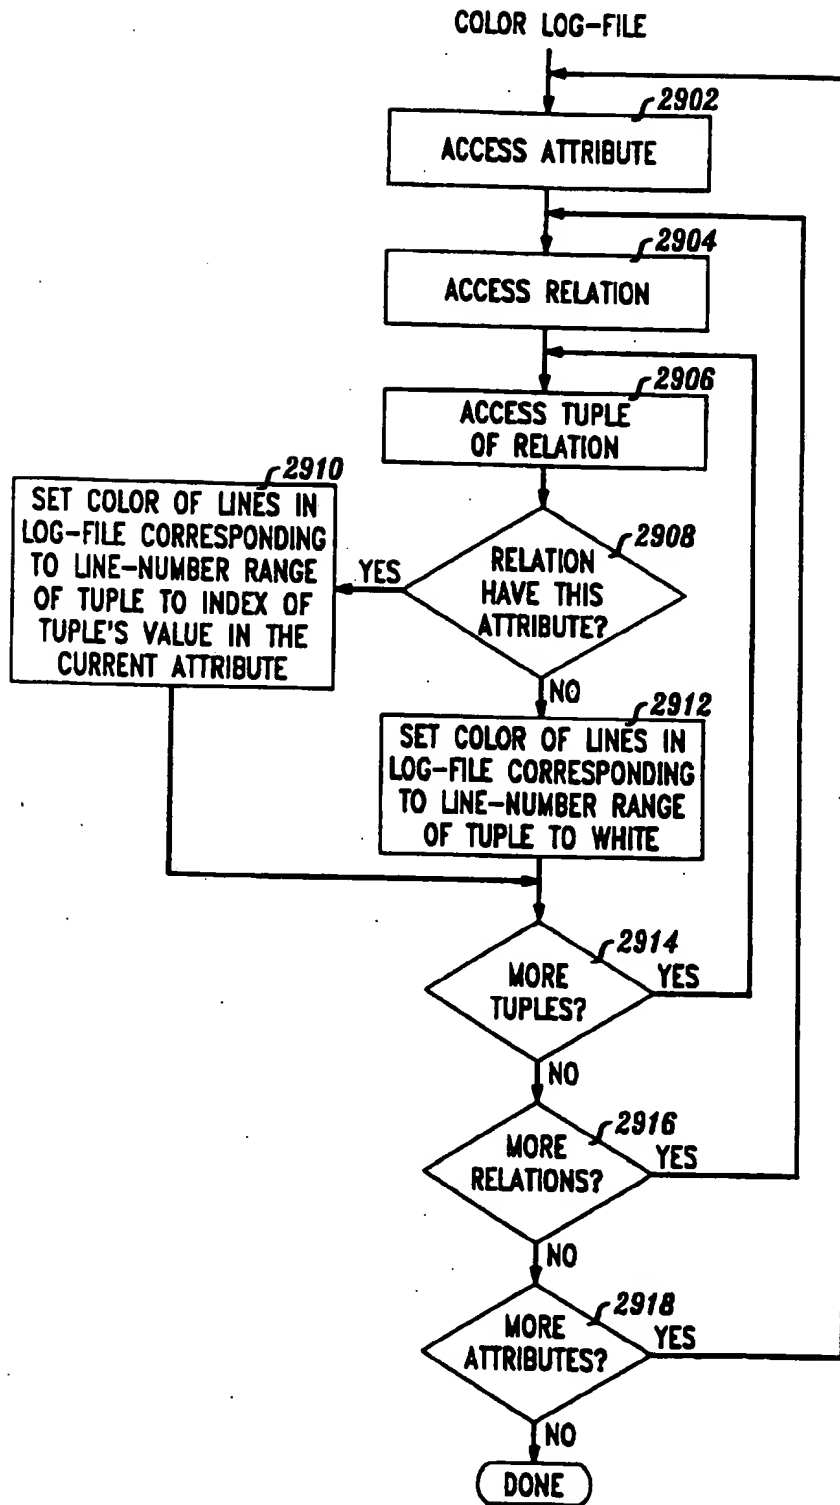 COLOR LOG-FILE
2902
ACCESS ATTRIBUTE
2904
ACCESS RELATION
2906
ACCESS TUPLE
OF RELATION
2908
RELATION
HAVE THIS
ATTRIBUTE?
YES
2910
SET COLOR OF LINES IN
LOG-FILE CORRESPONDING
TO LINE-NUMBER RANGE
OF TUPLE TO INDEX OF
TUPLE'S VALUE IN THE
CURRENT ATTRIBUTE
NO
2912
SET COLOR OF LINES IN
LOG-FILE CORRESPONDING
TO LINE-NUMBER RANGE
OF TUPLE TO WHITE
2914
MORE
TUPLES?
YES
NO
2916
MORE
RELATIONS?
YES
NO
2918
MORE
ATTRIBUTES?
YES
NO
DONE